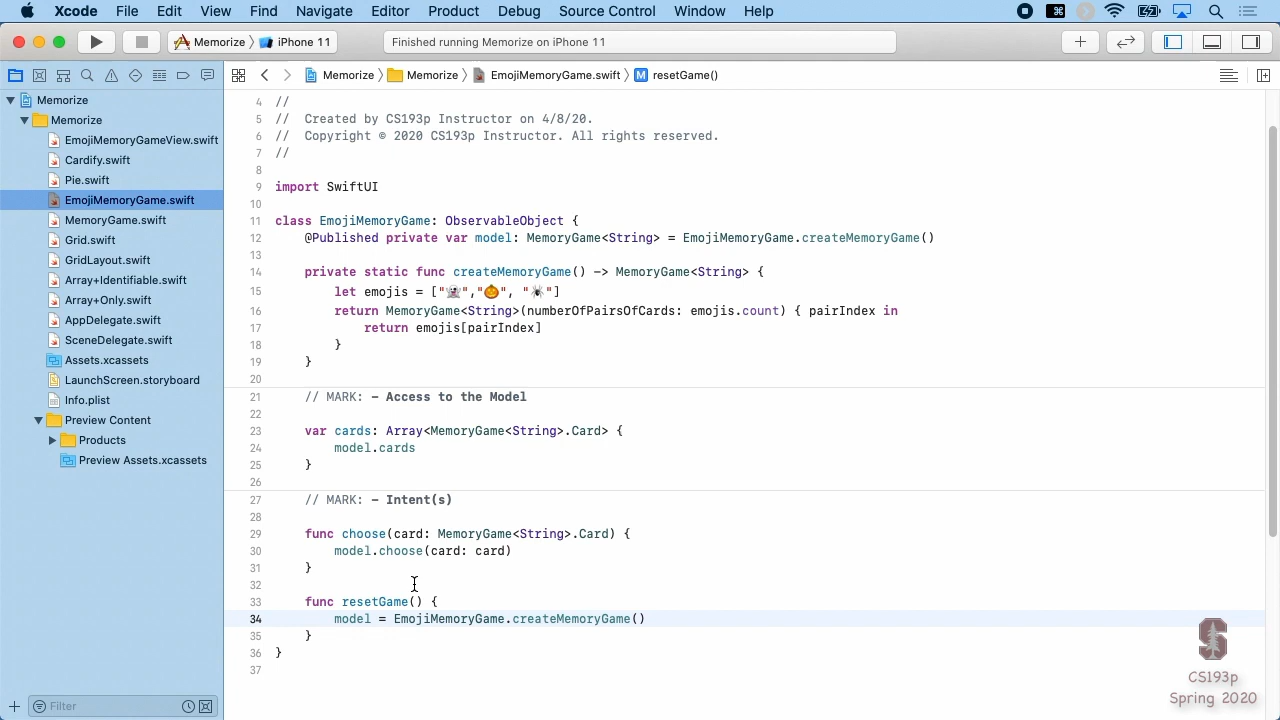 Xcode File Edit View Find Navigate Editor Product Debug Source Control Window Help
Memorize iPhone 11 Finished running Memorize on iPhone 11
Memorize Memorize EmojiMemoryGame.swift M resetGame()
Memorize
Memorize
EmojiMemoryGameView.swift
Cardify.swift
Pie.swift
EmojiMemoryGame.swift
MemoryGame.swift
Grid.swift
GridLayout.swift
Array+Identifiable.swift
Array+Only.swift
AppDelegate.swift
SceneDelegate.swift
Assets.xcassets
LaunchScreen.storyboard
Info.plist
Preview Content
Products
Preview Assets.xcassets
Filter
4 //
5 //  Created by CS193p Instructor on 4/8/20.
6 //  Copyright © 2020 CS193p Instructor. All rights reserved.
7 //
8
9 import SwiftUI
10
11 class EmojiMemoryGame: ObservableObject {
12     @Published private var model: MemoryGame<String> = EmojiMemoryGame.createMemoryGame()
13
14     private static func createMemoryGame() -> MemoryGame<String> {
15         let emojis = ["👻","🎃", "🕷"]
16         return MemoryGame<String>(numberOfPairsOfCards: emojis.count) { pairIndex in
17             return emojis[pairIndex]
18         }
19     }
20
21     // MARK: - Access to the Model
22
23     var cards: Array<MemoryGame<String>.Card> {
24         model.cards
25     }
26
27     // MARK: - Intent(s)
28
29     func choose(card: MemoryGame<String>.Card) {
30         model.choose(card: card)
31     }
32
33     func resetGame() {
34         model = EmojiMemoryGame.createMemoryGame()
35     }
36 }
37
S
CS193p
Spring 2020